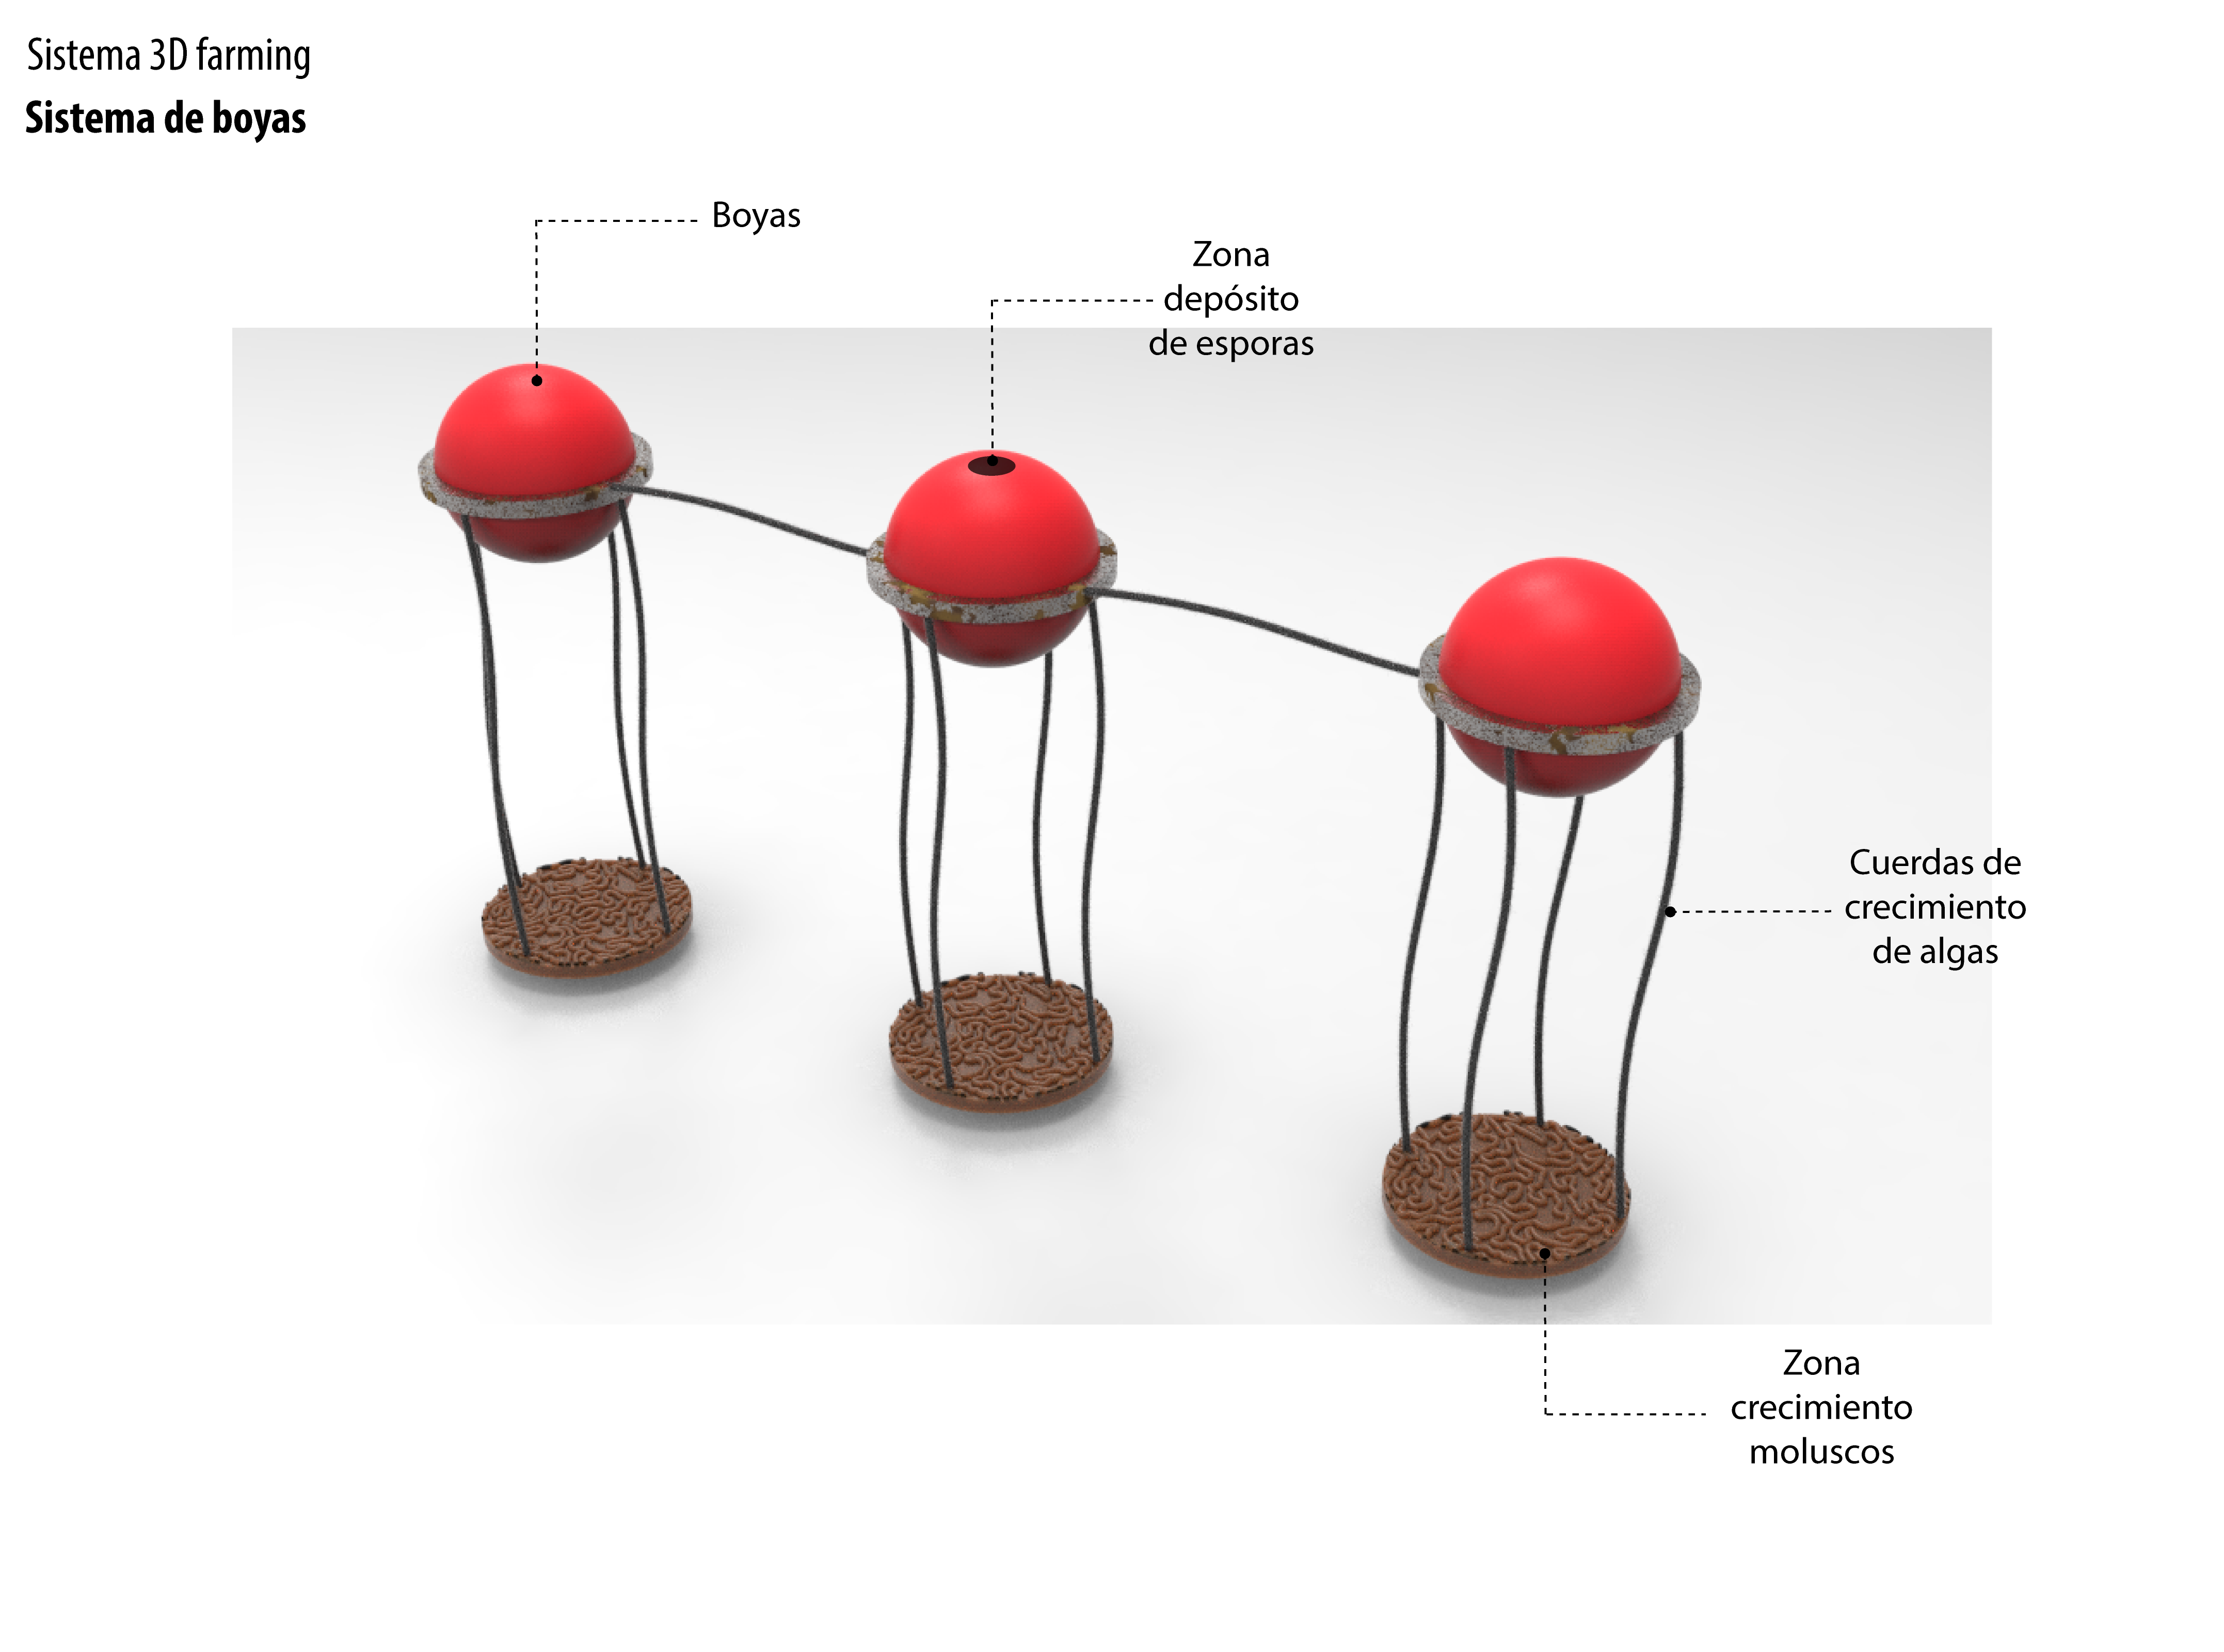 Sistema 3D farming
Sistema de boyas
Boyas
Zona
depósito
de esporas
Cuerdas de
crecimiento
de algas
Zona
crecimiento
moluscos